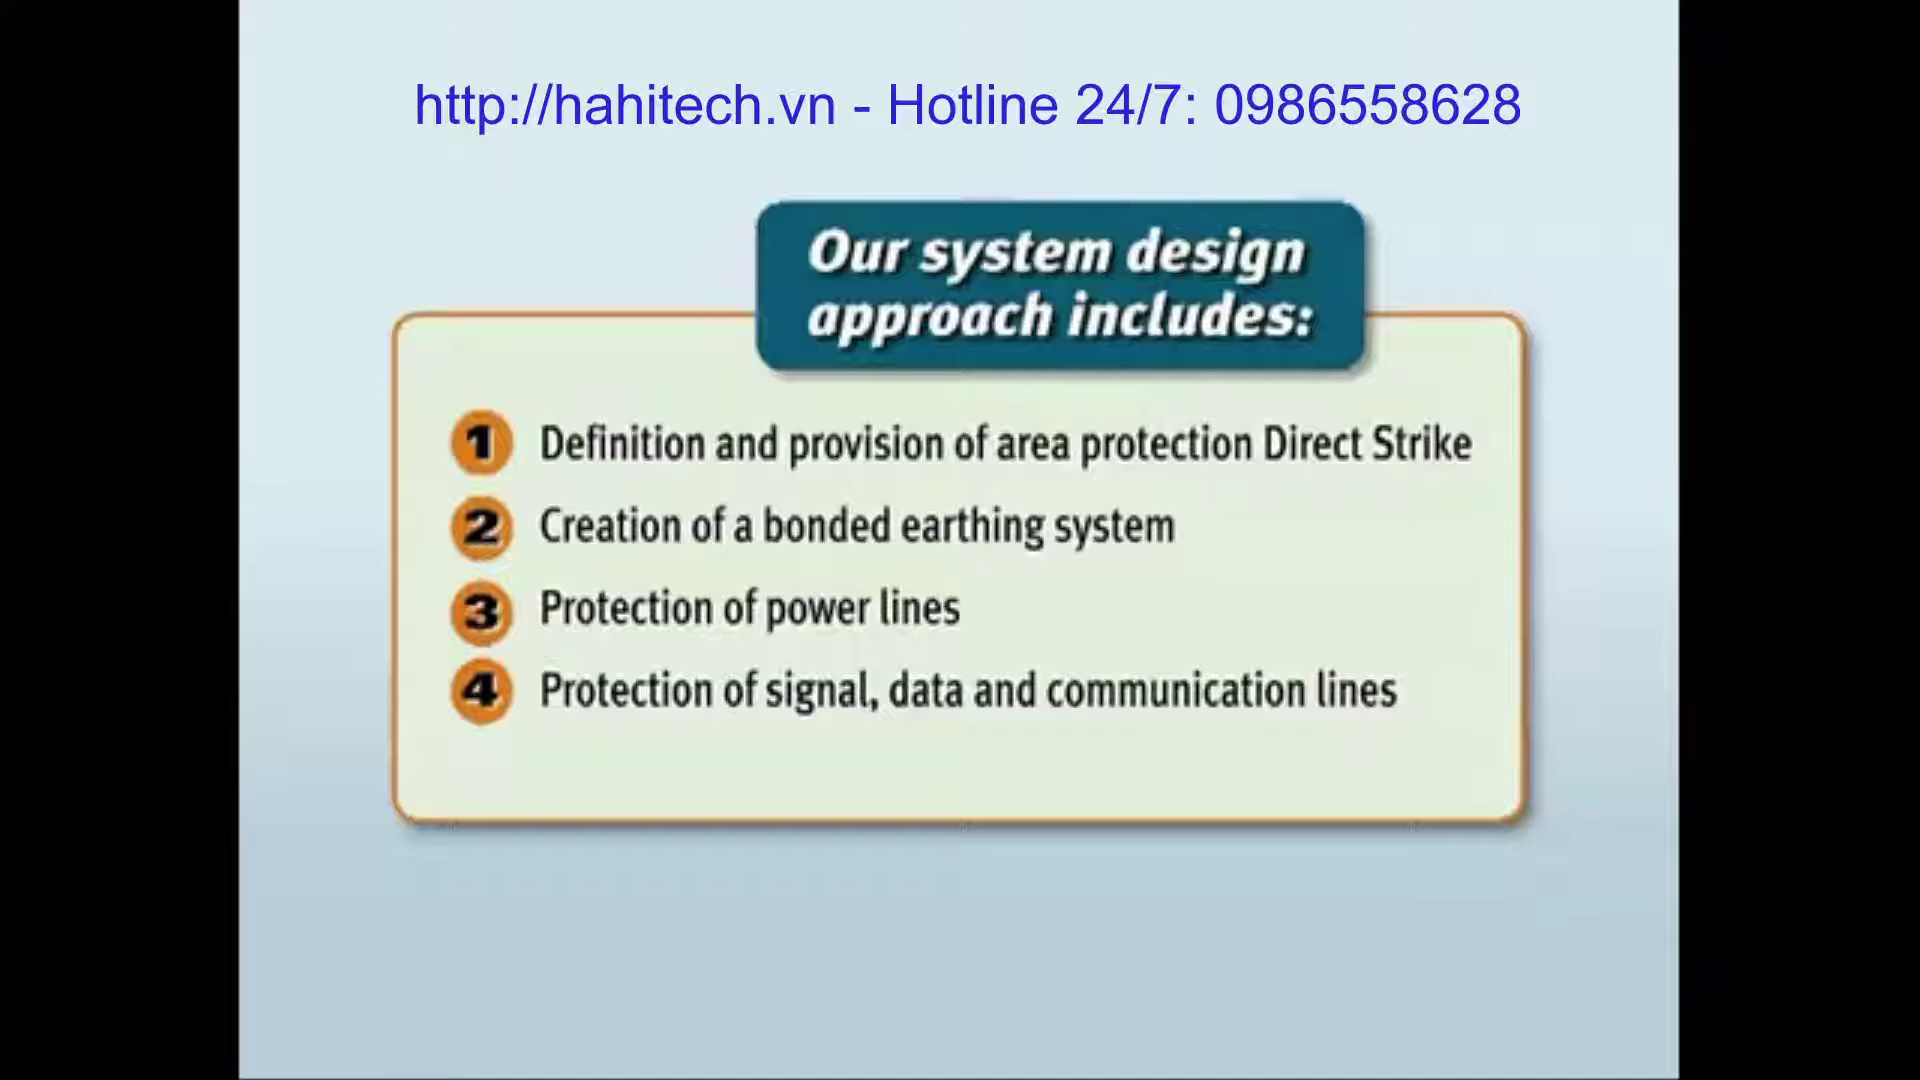 http://hahitech.vn - Hotline 24/7: 0986558628
Our system design
approach includes:
1 Definition and provision of area protection Direct Strike
2 Creation of a bonded earthing system
3 Protection of power lines
4 Protection of signal, data and communication lines